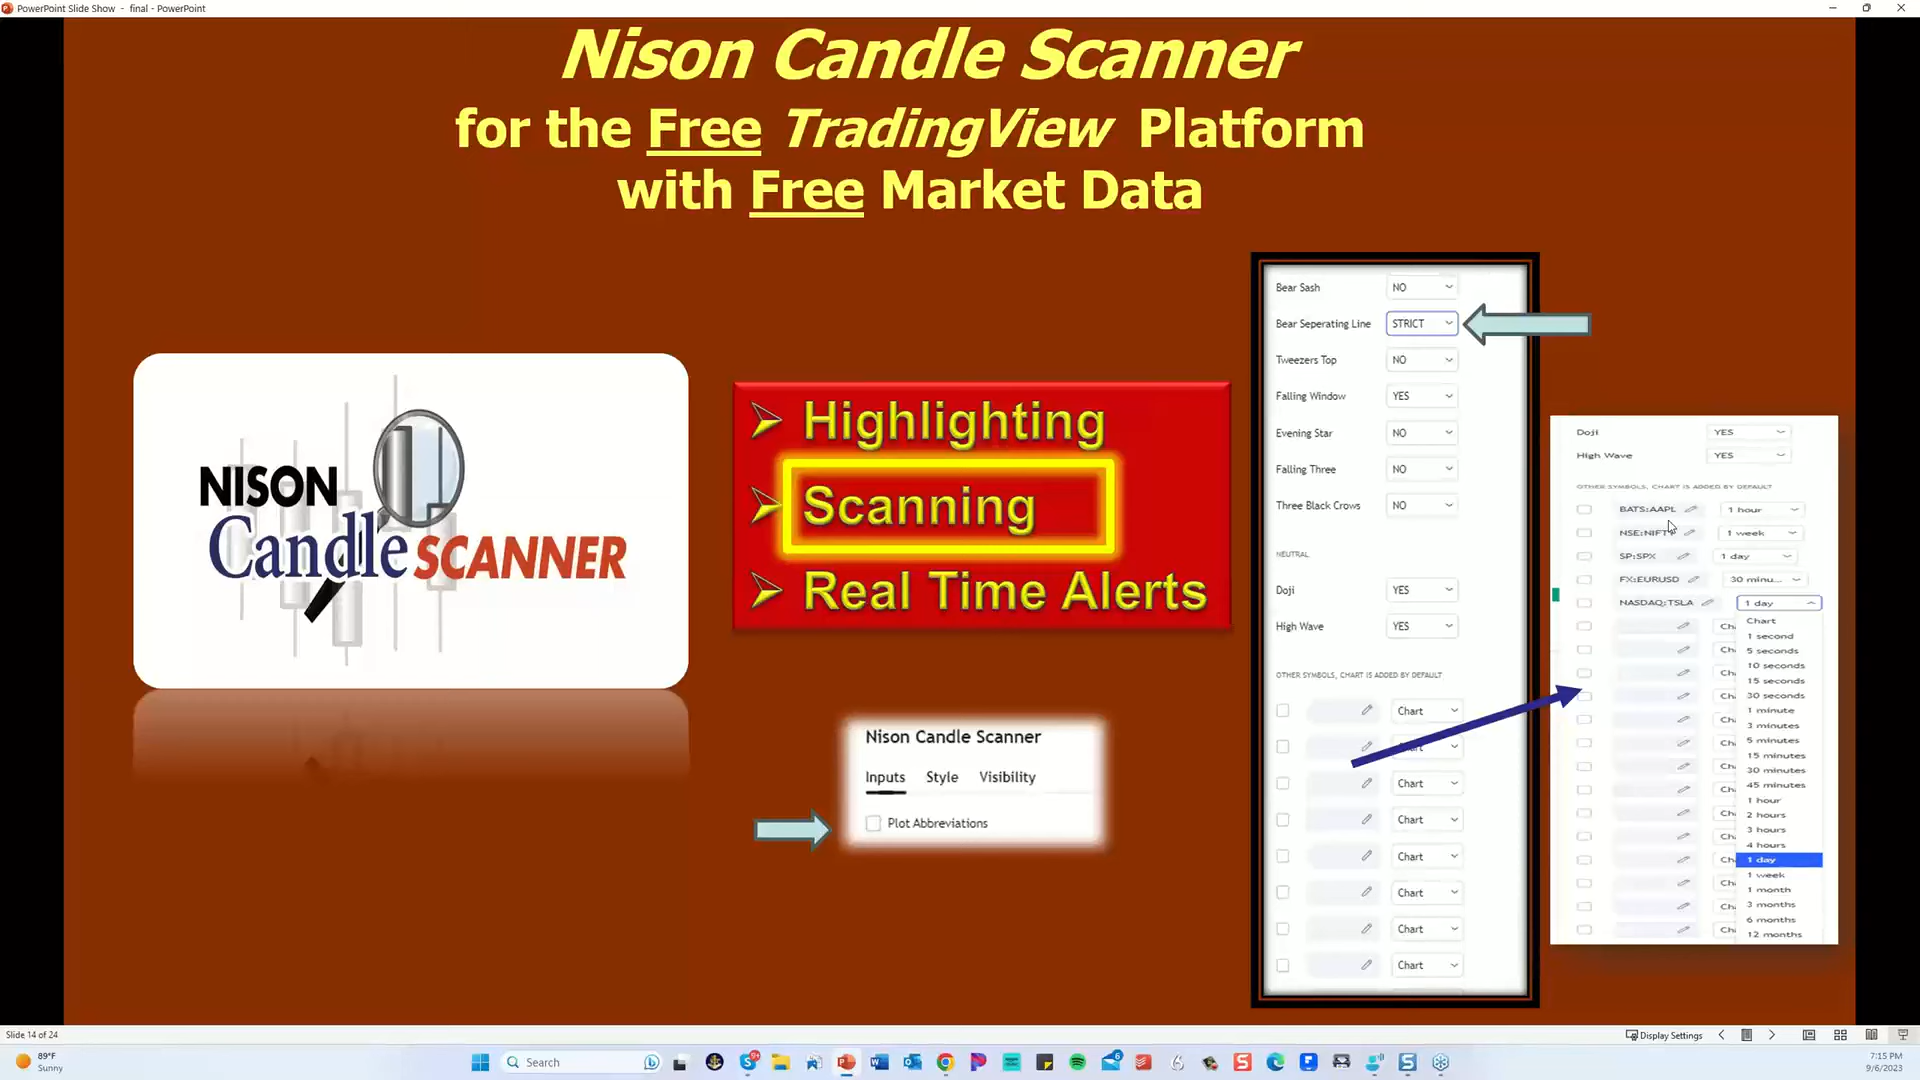 PowerPoint Slide Show - final - PowerPoint
Nison Candle Scanner
for the Free TradingView Platform
with Free Market Data
NISON
Candle SCANNER
Highlighting
Scanning
Real Time Alerts
Nison Candle Scanner
Inputs Style Visibility
Plot Abbreviations
Bear Sash NO
Bear Seperating Line STRICT
Tweezers Top NO
Falling Window YES
Evening Star NO
Falling Three NO
Three Black Crows NO
NEUTRAL
Doji YES
High Wave YES
OTHER SYMBOLS, CHART IS ADDED BY DEFAULT
Chart
Chart
Chart
Chart
Chart
Chart
Chart
Doji YES
High Wave YES
OTHER SYMBOLS, CHART IS ADDED BY DEFAULT
BATS:AAPL 1 hour
NSE:NIFTY 1 week
SP:SPX 1 day
FX:EURUSD 30 minu...
NASDAQ:TSLA 1 day
Chart
1 second
5 seconds
10 seconds
15 seconds
30 seconds
1 minute
3 minutes
5 minutes
15 minutes
30 minutes
45 minutes
1 hour
2 hours
3 hours
4 hours
1 day
1 week
1 month
3 months
6 months
12 months
Slide 14 of 24
Display Settings
89°F
Sunny
Search
7:15 PM
9/6/2023